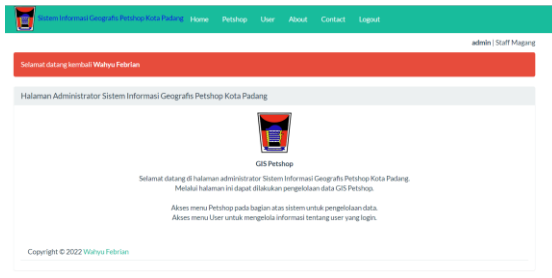 Sistem Informasi Geografis Petshop Kota Padang Home Petshop User About Contact Logout
admin | Staff Magang
Selamat datang kembali Wahyu Febrian
Halaman Administrator Sistem Informasi Geografis Petshop Kota Padang
GIS Petshop
Selamat datang di halaman administrator Sistem Informasi Geografis Petshop Kota Padang.
Melalui halaman ini dapat dilakukan pengelolaan data GIS Petshop.
Akses menu Petshop pada bagian atas sistem untuk pengelolaan data.
Akses menu User untuk mengelola informasi tentang user yang login.
Copyright © 2022 Wahyu Febrian